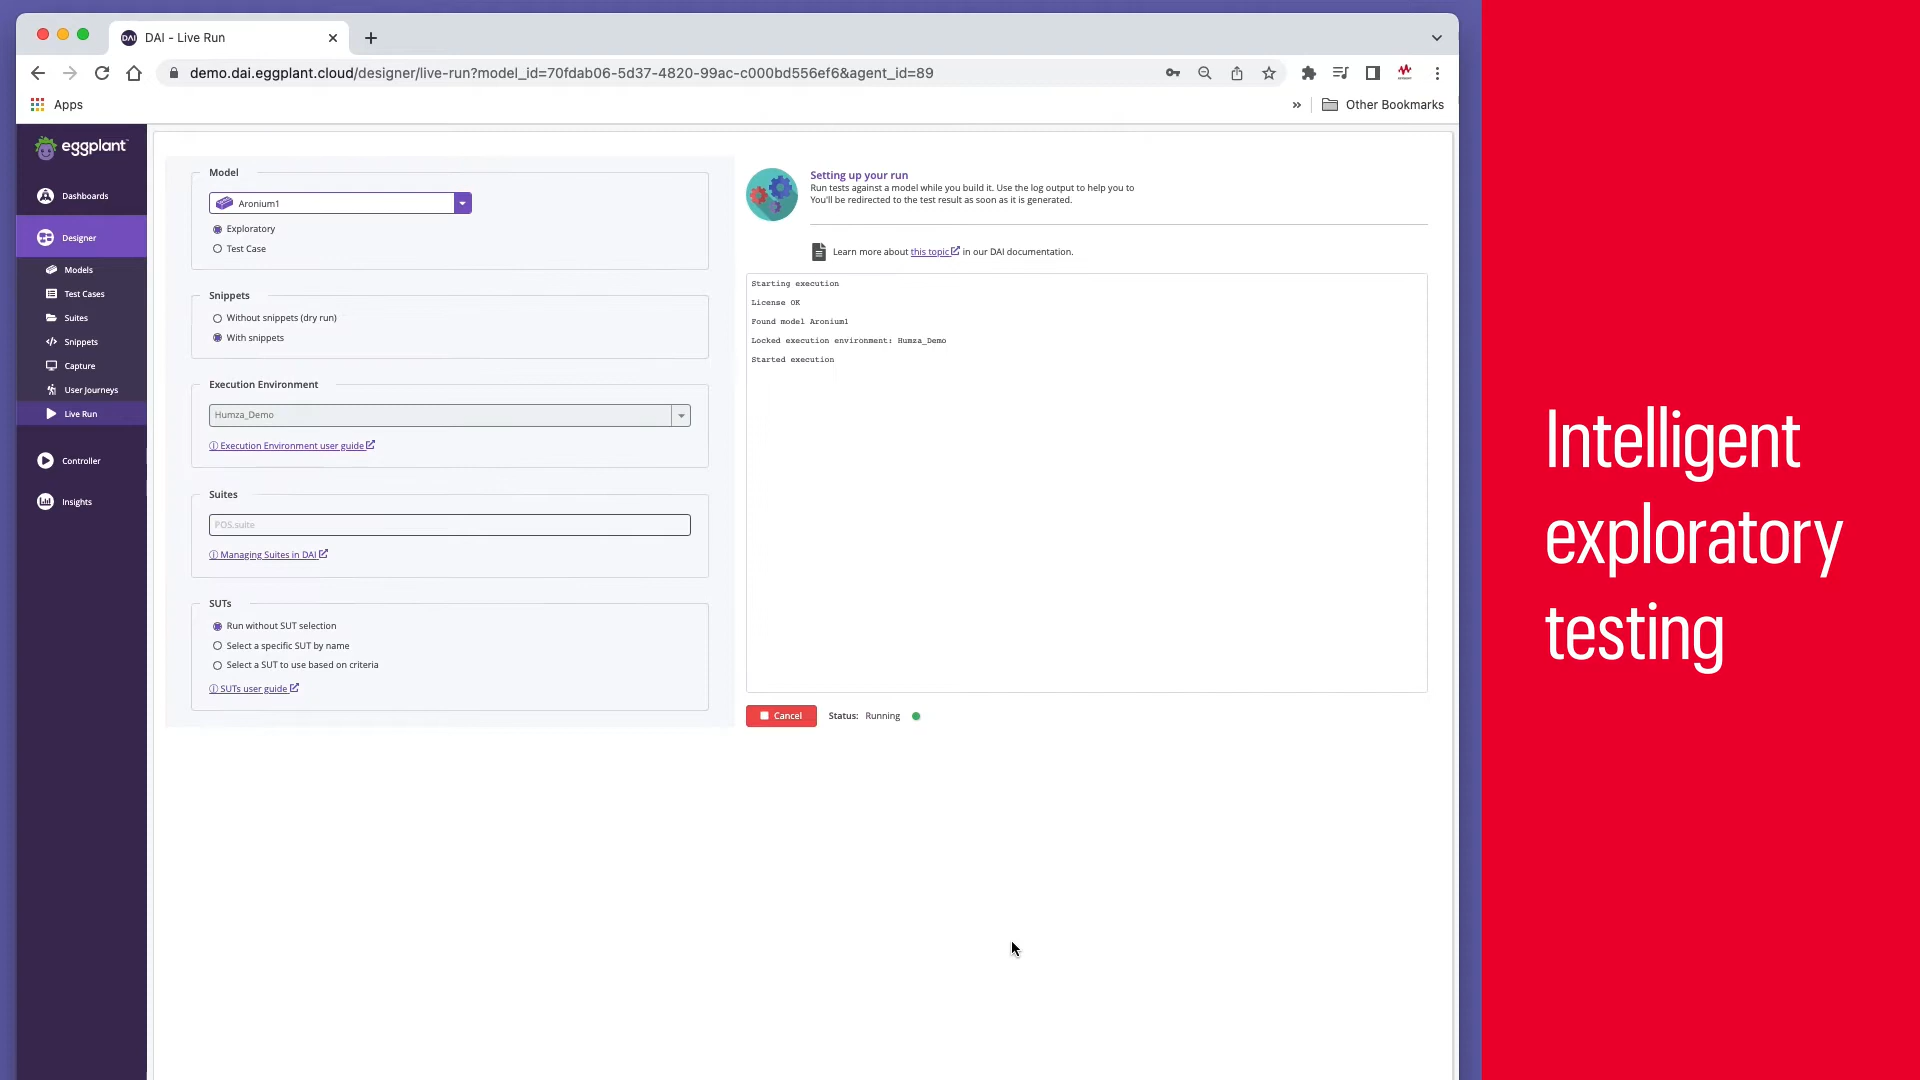 DAI DAI - Live Run
demo.dai.eggplant.cloud/designer/live-run?model_id=70fdab06-5d37-4820-99ac-c000bd556ef6&agent_id=89
Apps
» Other Bookmarks
eggplant
Dashboards
Designer
Models
Test Cases
Suites
Snippets
Capture
User Journeys
Live Run
Controller
Insights
Model
Aronium1
Exploratory
Test Case
Snippets
Without snippets (dry run)
With snippets
Execution Environment
Humza_Demo
Execution Environment user guide
Suites
POS.suite
Managing Suites in DAI
SUTs
Run without SUT selection
Select a specific SUT by name
Select a SUT to use based on criteria
SUTs user guide
Setting up your run
Run tests against a model while you build it. Use the log output to help you to
You'll be redirected to the test result as soon as it is generated.
Learn more about this topic in our DAI documentation.
Starting execution
License OK
Found model Aronium1
Locked execution environment: Humza_Demo
Started execution
Cancel Status: Running
Intelligent
exploratory
testing